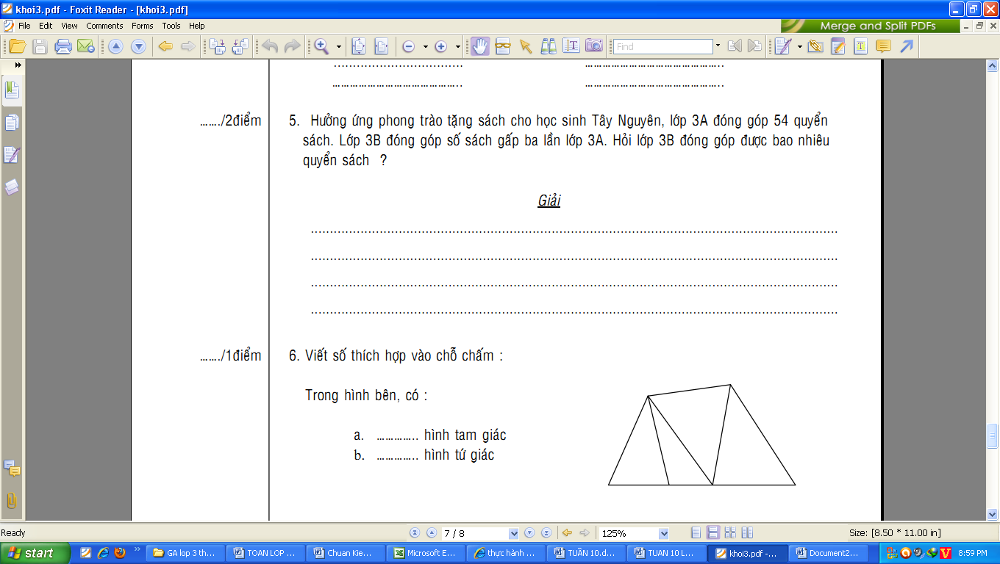 khoi3.pdf - Foxit Reader - [khoi3.pdf]
File Edit View Comments Forms Tools Help
Merge and Split PDFs
Find
.................................. ...............................................
........................................ ...............................................
......./2điểm
5. Hưởng ứng phong trào tặng sách cho học sinh Tây Nguyên, lớp 3A đóng góp 54 quyển
sách. Lớp 3B đóng góp số sách gấp ba lần lớp 3A. Hỏi lớp 3B đóng góp được bao nhiêu
quyển sách ?
Giải
................................................................................
................................................................................
................................................................................
................................................................................
......./1điểm
6. Viết số thích hợp vào chỗ chấm :
Trong hình bên, có :
a. .............. hình tam giác
b. .............. hình tứ giác
Ready
7 / 8
125%
Size: [8.50 * 11.00 in]
start
GA lop 3 th...
TOAN LOP ...
Chuan Kie...
Microsoft E...
thực hành ...
TUẦN 10.d...
TUAN 10 L...
khoi3.pdf -...
Document2...
8:59 PM